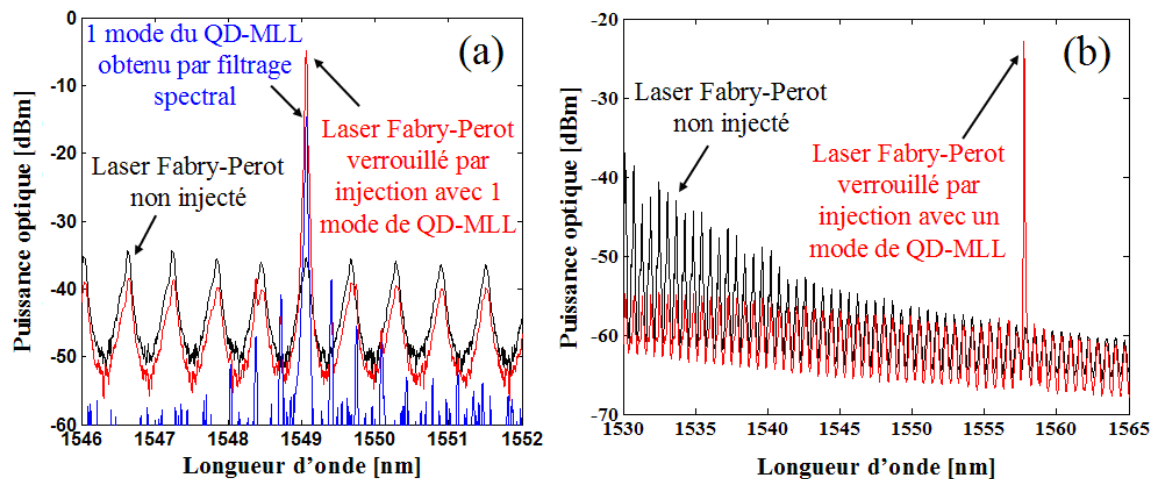 (a)
1 mode du QD-MLL
obtenu par filtrage
spectral
Laser Fabry-Perot
non injecté
Laser Fabry-Perot
verrouillé par
injection avec 1
mode de QD-MLL
Puissance optique [dBm]
0
-10
-20
-30
-40
-50
-60
1546
1547
1548
1549
1550
1551
1552
Longueur d'onde [nm]
(b)
Laser Fabry-Perot
non injecté
Laser Fabry-Perot
verrouillé par
injection avec un
mode de QD-MLL
Puissance optique [dBm]
-20
-30
-40
-50
-60
-70
1530
1535
1540
1545
1550
1555
1560
1565
Longueur d'onde [nm]